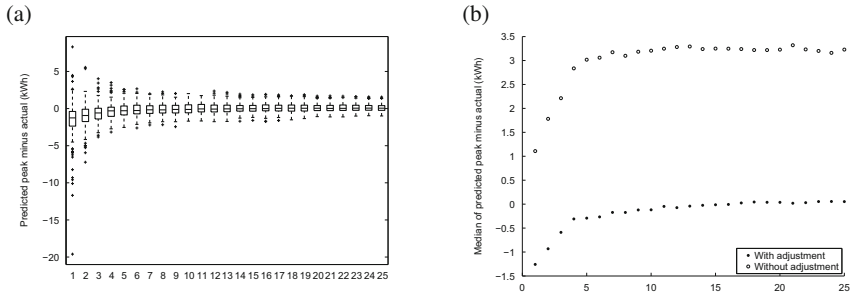 (a)
Predicted peak minus actual (kWh)
5
0
−5
−10
−15
−20
1 2 3 4 5 6 7 8 9 10 11 12 13 14 15 16 17 18 19 20 21 22 23 24 25
(b)
Median of predicted peak minus actual (kWh)
3.5
3
2.5
2
1.5
1
0.5
0
−0.5
−1
−1.5
With adjustment
Without adjustment
0 5 10 15 20 25